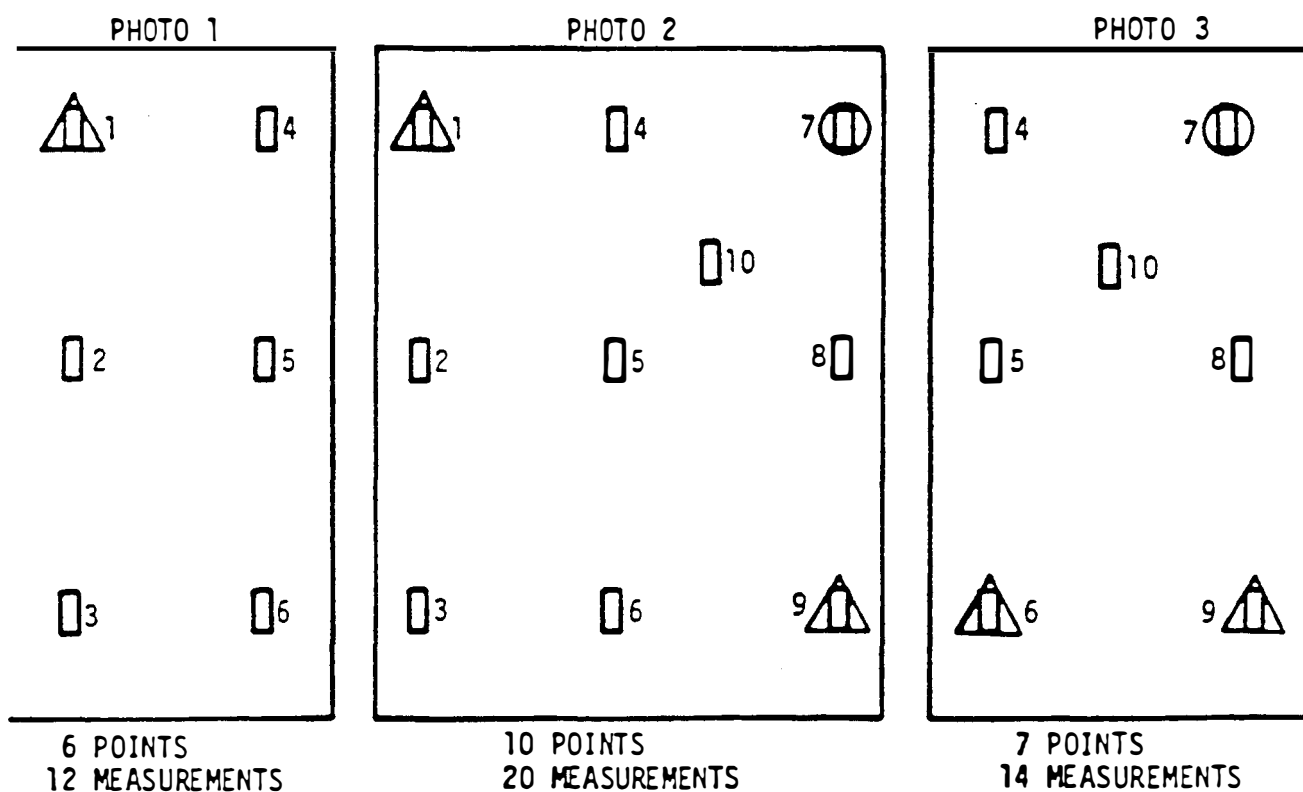 PHOTO 1
1 4
2 5
3 6
6 POINTS
12 MEASUREMENTS
PHOTO 2
1 4 7
10
2 5 8
3 6 9
10 POINTS
20 MEASUREMENTS
PHOTO 3
4 7
10
5 8
6 9
7 POINTS
14 MEASUREMENTS